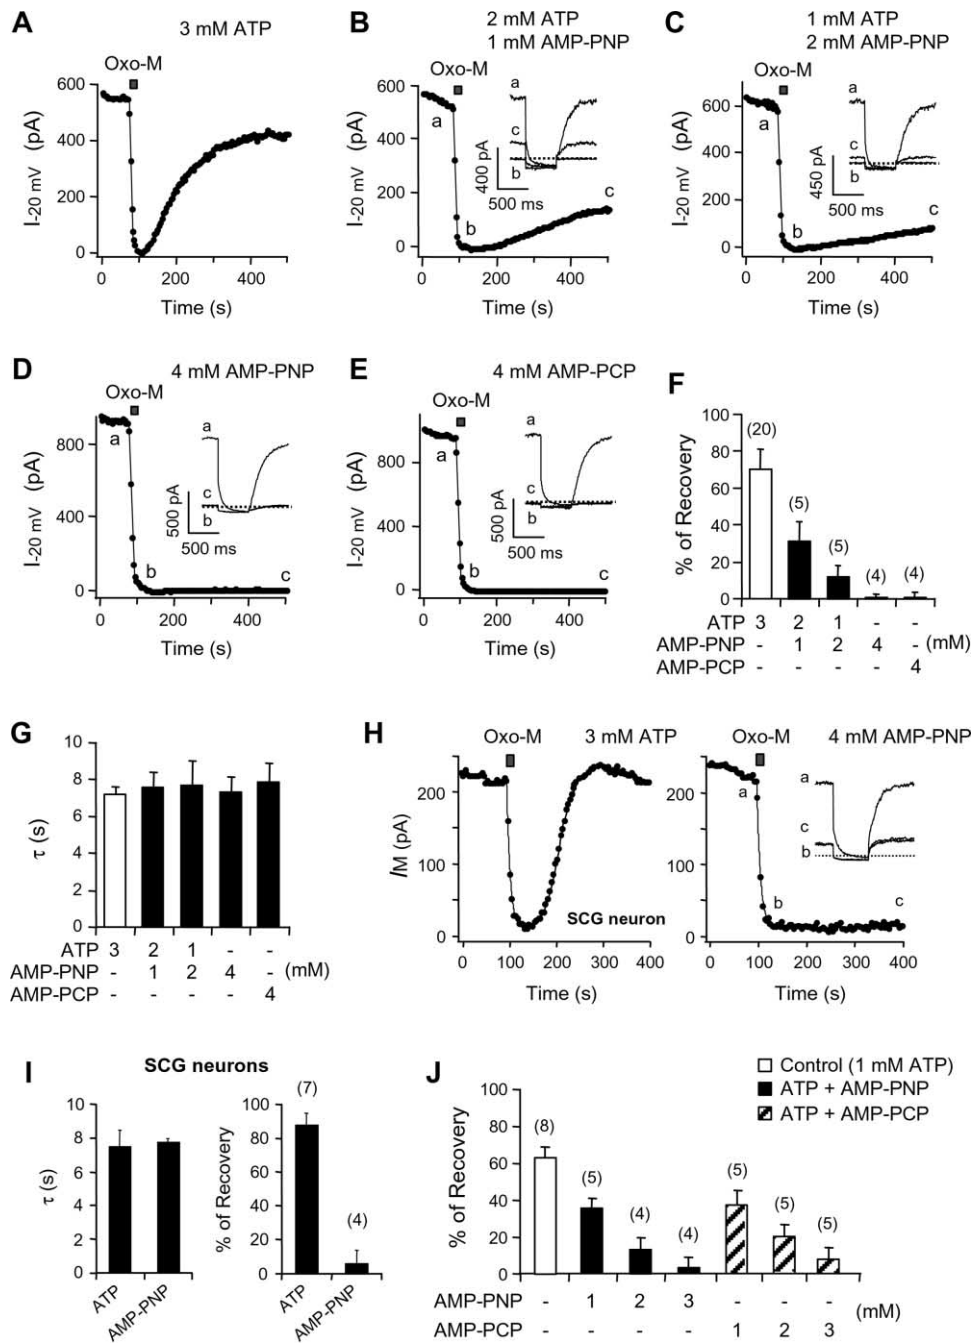 A
3 mM ATP
Oxo-M
600
400
200
0
I-20 mV (pA)
0
200
400
Time (s)
B
2 mM ATP
1 mM AMP-PNP
Oxo-M
600
400
200
0
I-20 mV (pA)
a
b
c
a
c
b
400 pA
500 ms
0
200
400
Time (s)
C
1 mM ATP
2 mM AMP-PNP
Oxo-M
600
400
200
0
I-20 mV (pA)
a
b
c
a
c
b
450 pA
500 ms
0
200
400
Time (s)
D
4 mM AMP-PNP
Oxo-M
800
400
0
I-20 mV (pA)
a
b
c
a
c
b
500 pA
500 ms
0
200
400
Time (s)
E
4 mM AMP-PCP
Oxo-M
800
400
0
I-20 mV (pA)
a
b
c
a
c
b
500 pA
500 ms
0
200
400
Time (s)
F
100
80
60
40
20
0
% of Recovery
(20)
(5)
(5)
(4)
(4)
ATP 3 2 1 - -
AMP-PNP - 1 2 4 - (mM)
AMP-PCP - - - - 4
G
10
8
6
4
2
0
τ (s)
ATP 3 2 1 - -
AMP-PNP - 1 2 4 - (mM)
AMP-PCP - - - - 4
H
Oxo-M
3 mM ATP
200
100
0
IM (pA)
SCG neuron
0 100 200 300 400
Time (s)
Oxo-M
4 mM AMP-PNP
200
100
0
a
b
c
a
c
b
0 100 200 300 400
Time (s)
I
SCG neurons
10
8
6
4
2
0
τ (s)
ATP
AMP-PNP
100
80
60
40
20
0
% of Recovery
(7)
(4)
ATP
AMP-PNP
J
Control (1 mM ATP)
ATP + AMP-PNP
ATP + AMP-PCP
100
80
60
40
20
0
% of Recovery
(8)
(5)
(4)
(4)
(5)
(5)
(5)
AMP-PNP - 1 2 3 - - -
(mM)
AMP-PCP - - - - 1 2 3